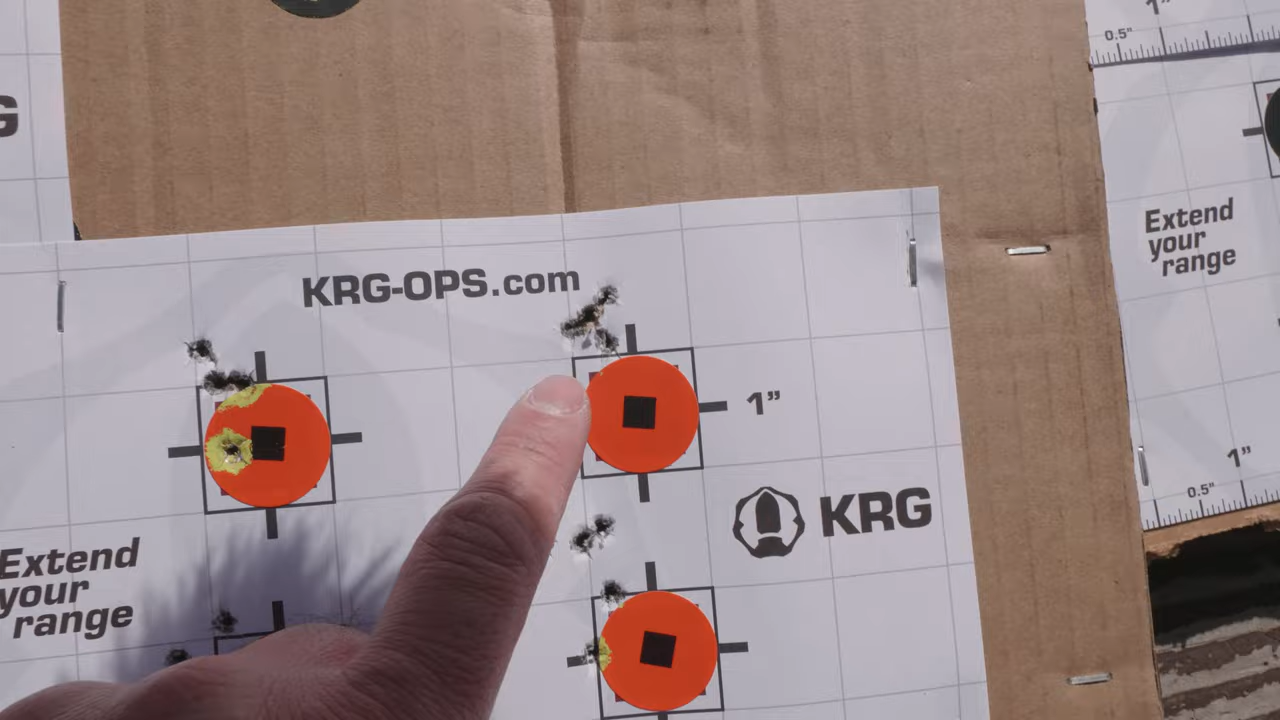 G
KRG-OPS.com
1”
KRG
Extend
your
range
1”
0.5”
Extend
your
range
1”
0.5”